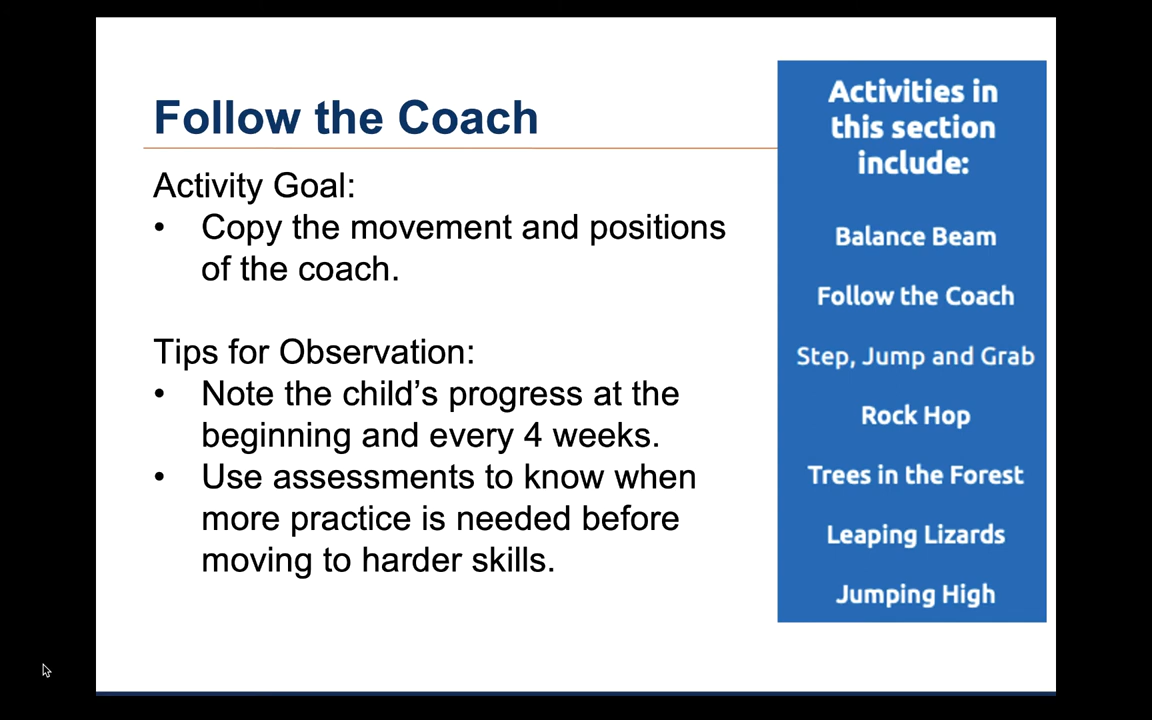 Follow the Coach
Activity Goal:
• Copy the movement and positions
of the coach.
Tips for Observation:
• Note the child’s progress at the
beginning and every 4 weeks.
• Use assessments to know when
more practice is needed before
moving to harder skills.
Activities in
this section
include:
Balance Beam
Follow the Coach
Step, Jump and Grab
Rock Hop
Trees in the Forest
Leaping Lizards
Jumping High